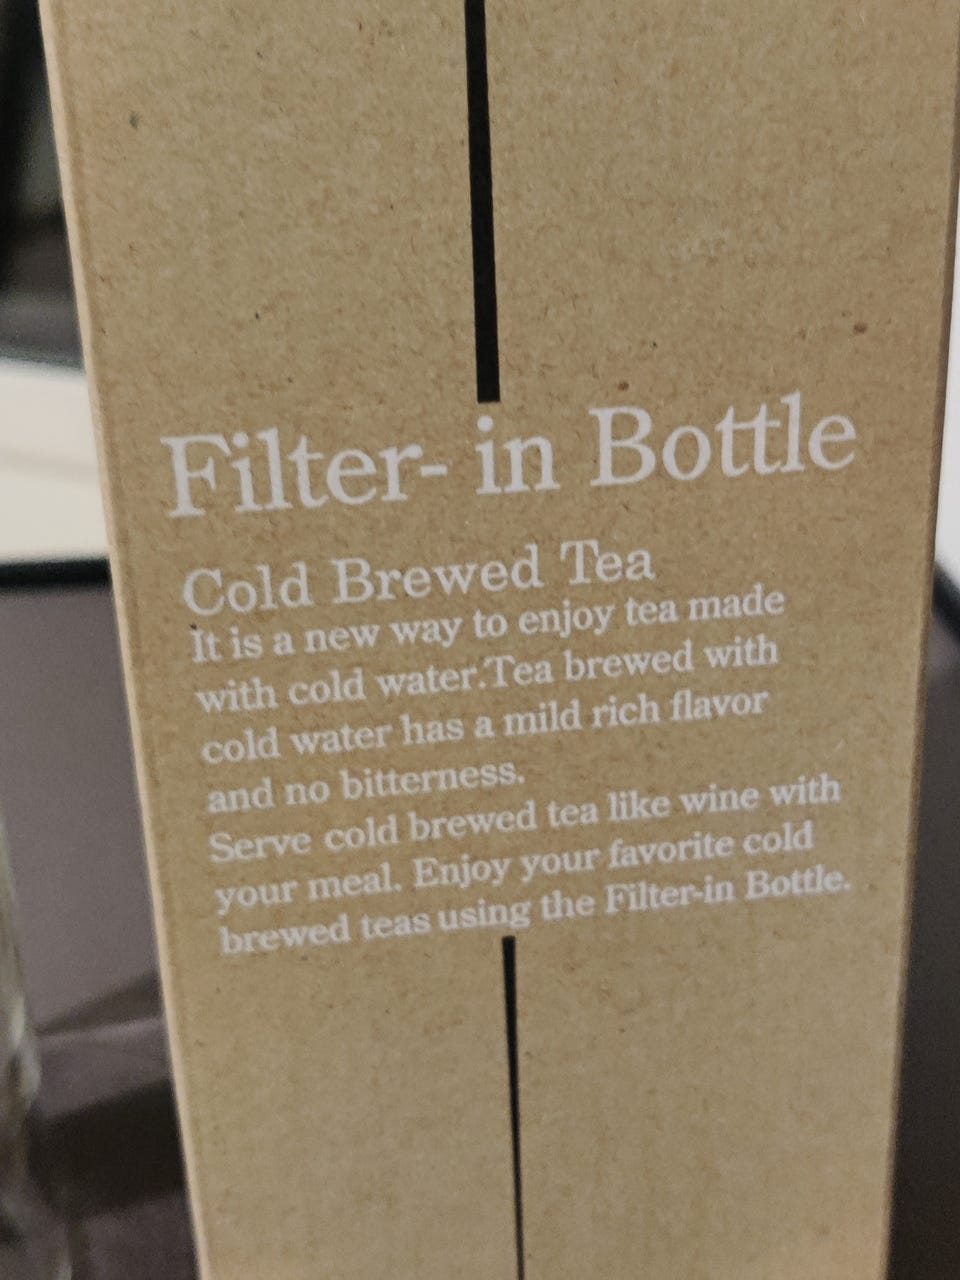 Filter- in Bottle
Cold Brewed Tea
It is a new way to enjoy tea made
with cold water.Tea brewed with
cold water has a mild rich flavor
and no bitterness.
Serve cold brewed tea like wine with
your meal. Enjoy your favorite cold
brewed teas using the Filter-in Bottle.